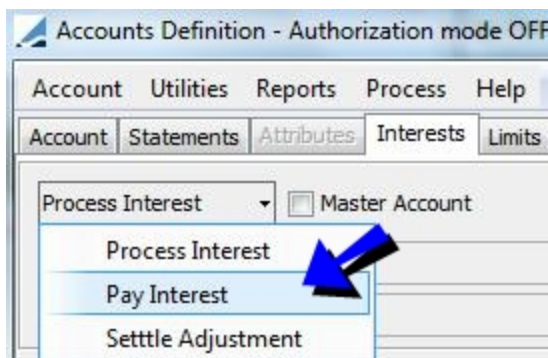 Accounts Definition - Authorization mode OFF
Account Utilities Reports Process Help
Account Statements Attributes Interests Limits
Process Interest Master Account
Process Interest
Pay Interest
Setttle Adjustment